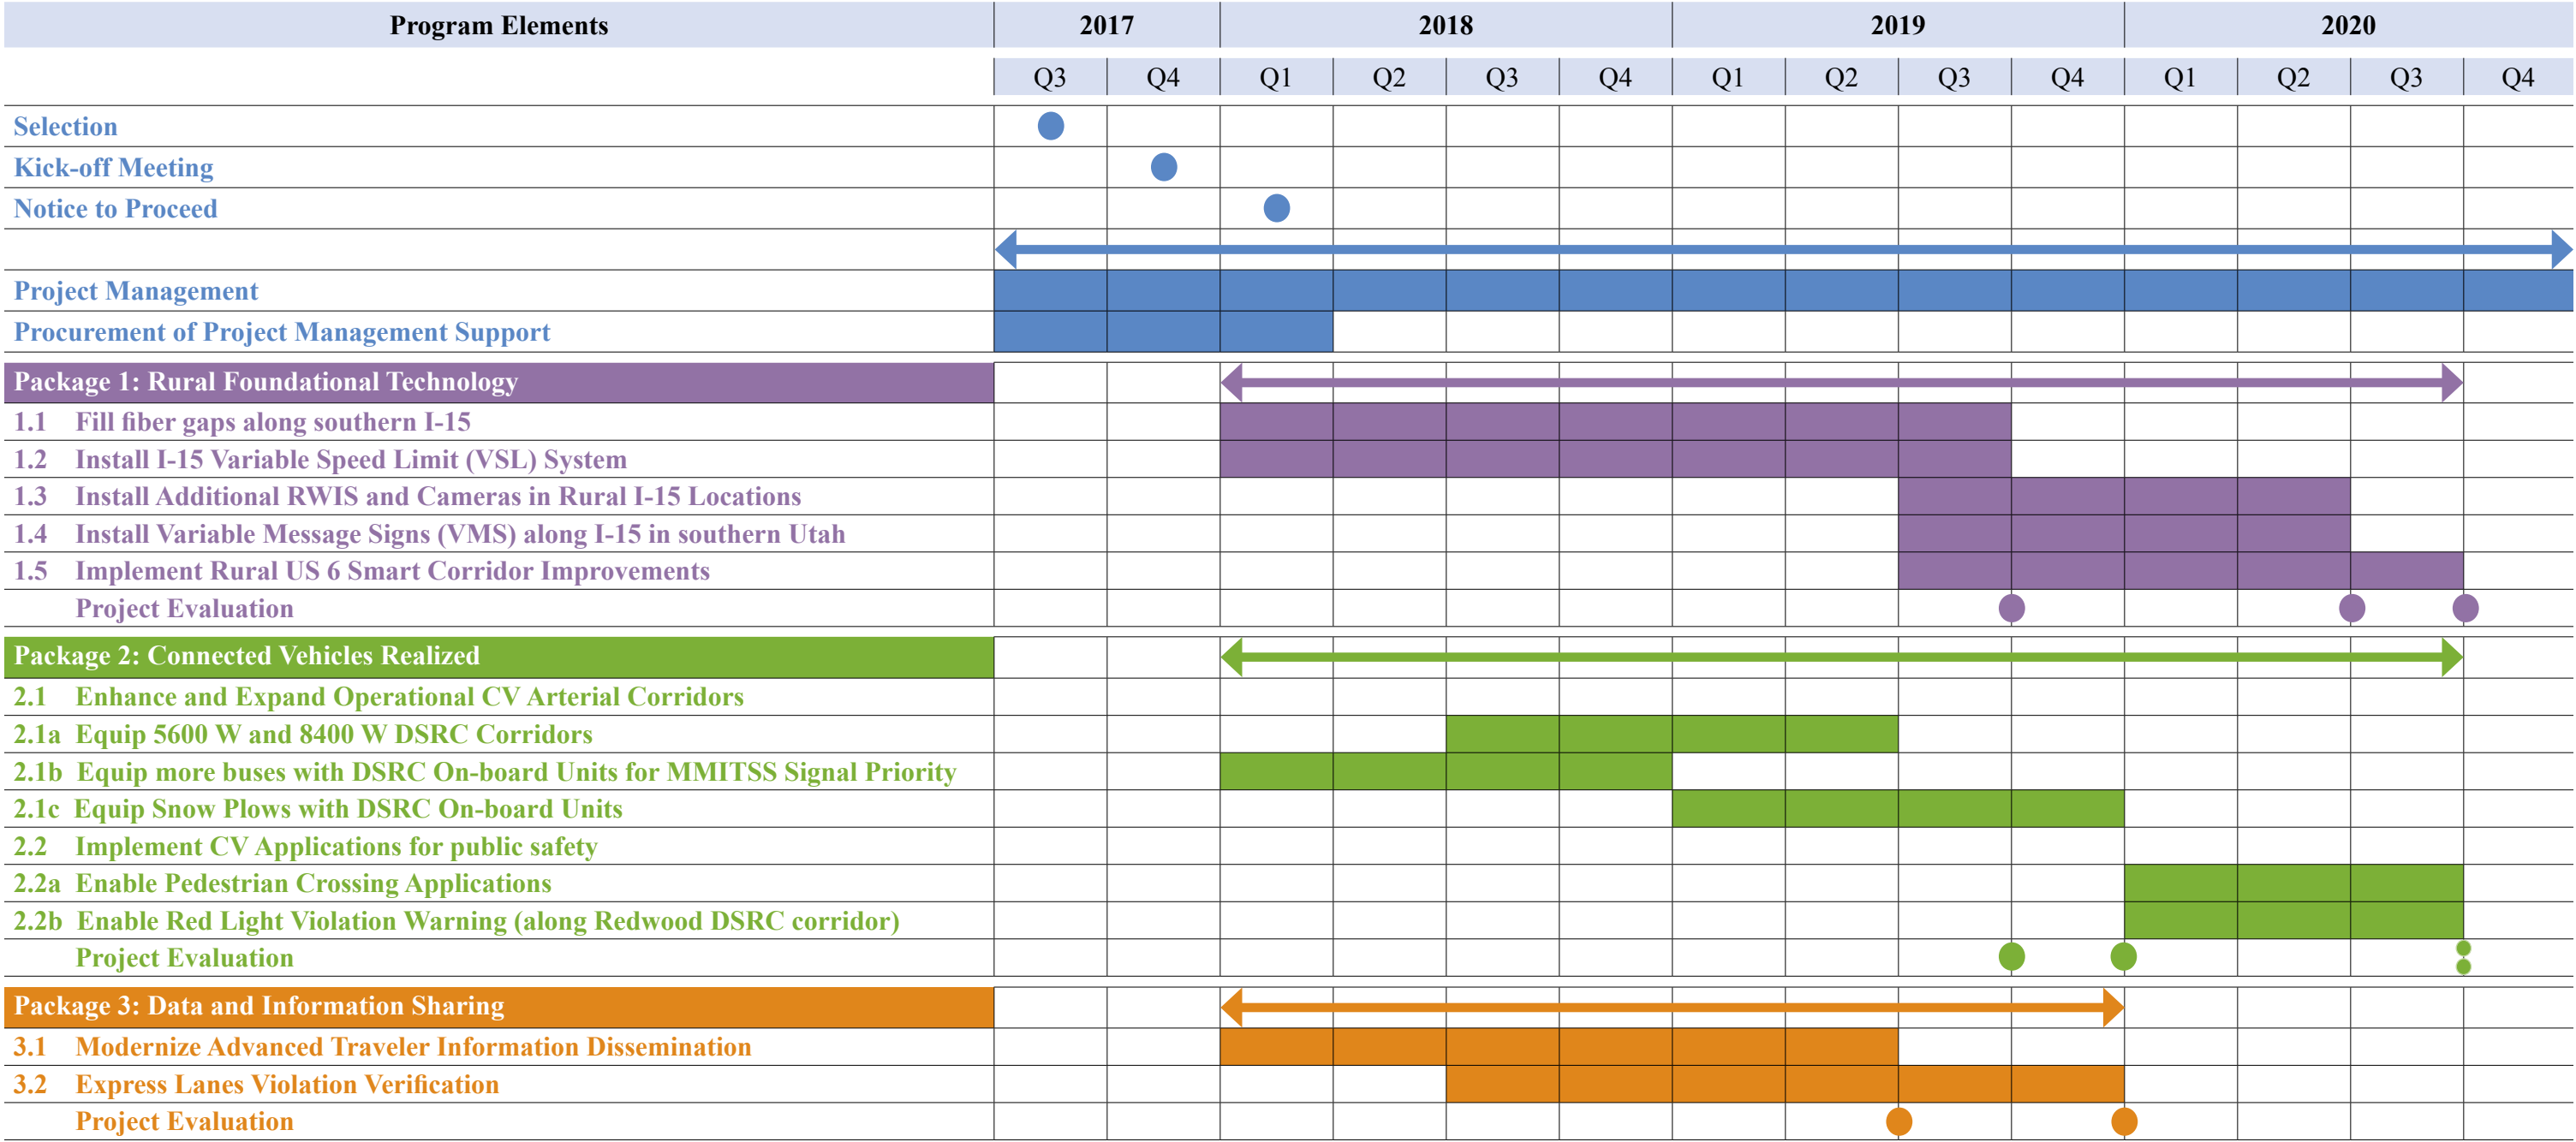 Program Elements 2017 2018 2019 2020
Q3 Q4 Q1 Q2 Q3 Q4 Q1 Q2 Q3 Q4 Q1 Q2 Q3 Q4
Selection
Kick-off Meeting
Notice to Proceed
Project Management
Procurement of Project Management Support
Package 1: Rural Foundational Technology
1.1 Fill fiber gaps along southern I-15
1.2 Install I-15 Variable Speed Limit (VSL) System
1.3 Install Additional RWIS and Cameras in Rural I-15 Locations
1.4 Install Variable Message Signs (VMS) along I-15 in southern Utah
1.5 Implement Rural US 6 Smart Corridor Improvements
Project Evaluation
Package 2: Connected Vehicles Realized
2.1 Enhance and Expand Operational CV Arterial Corridors
2.1a Equip 5600 W and 8400 W DSRC Corridors
2.1b Equip more buses with DSRC On-board Units for MMITSS Signal Priority
2.1c Equip Snow Plows with DSRC On-board Units
2.2 Implement CV Applications for public safety
2.2a Enable Pedestrian Crossing Applications
2.2b Enable Red Light Violation Warning (along Redwood DSRC corridor)
Project Evaluation
Package 3: Data and Information Sharing
3.1 Modernize Advanced Traveler Information Dissemination
3.2 Express Lanes Violation Verification
Project Evaluation